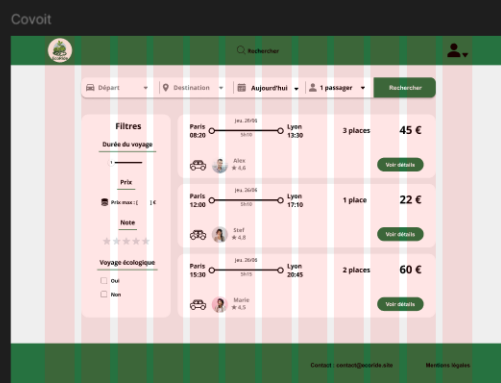 Covoit
EcoRide
Rechercher
Départ
Destination
Aujourd'hui
1 passager
Rechercher
Filtres
Durée du voyage
Prix
Prix max : [ ] €
Note
Voyage écologique
Oui
Non
jeu. 26/06
Paris
08:20
Lyon
13:30
3 places
45 €
Alex
★ 4,8
Voir détails
jeu. 26/06
Paris
12:00
Lyon
17:10
1 place
22 €
Stef
★ 4,8
Voir détails
jeu. 26/06
Paris
15:30
Lyon
20:45
2 places
60 €
Marie
★ 4,5
Voir détails
Contact : contact@ecoride.site
Mentions légales